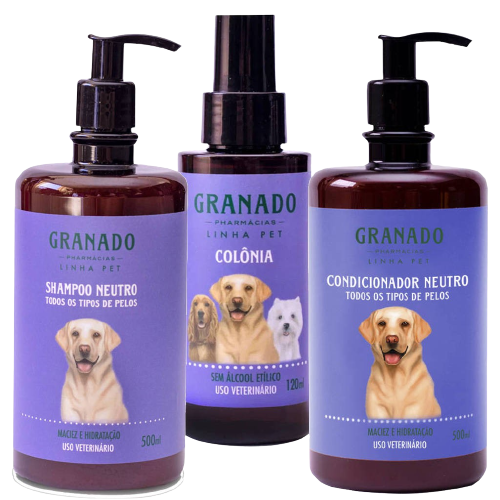 GRANADO
PHARMÁCIAS
LINHA PET
SHAMPOO NEUTRO
TODOS OS TIPOS DE PELOS
MACIEZ E HIDRATAÇÃO
USO VETERINÁRIO
500ml
GRANADO
PHARMÁCIAS
LINHA PET
COLÔNIA
SEM ÁLCOOL ETÍLICO
USO VETERINÁRIO
120ml
GRANADO
PHARMÁCIAS
LINHA PET
CONDICIONADOR NEUTRO
TODOS OS TIPOS DE PELOS
MACIEZ E HIDRATAÇÃO
USO VETERINÁRIO
500ml